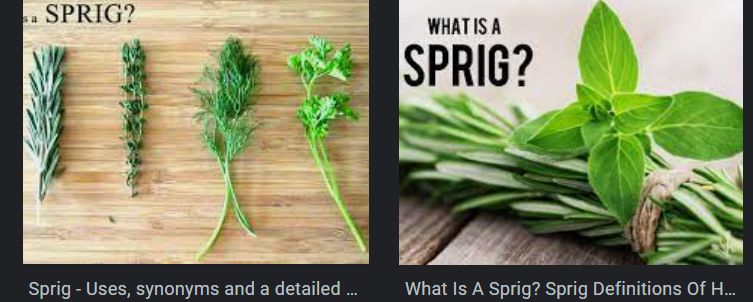 s a SPRIG?
WHAT IS A
SPRIG?
Sprig - Uses, synonyms and a detailed ...
What Is A Sprig? Sprig Definitions Of H...